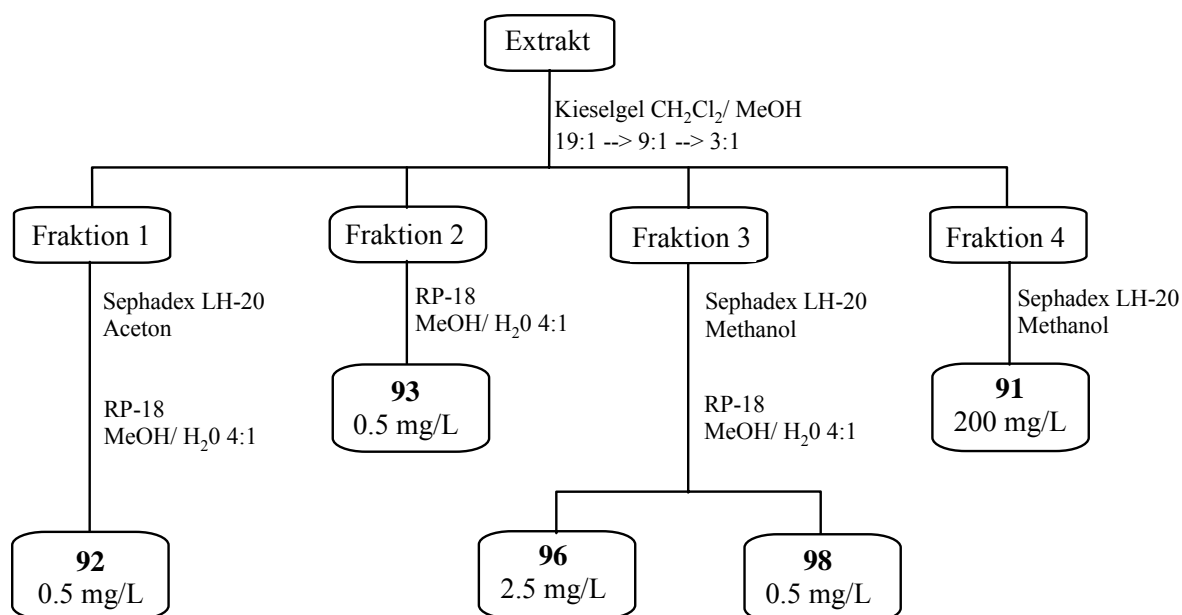 Extrakt
Kieselgel CH₂Cl₂/ MeOH
19:1 --> 9:1 --> 3:1
Fraktion 1
Fraktion 2
Fraktion 3
Fraktion 4
Sephadex LH-20
Aceton
RP-18
MeOH/ H₂0 4:1
Sephadex LH-20
Methanol
Sephadex LH-20
Methanol
93
0.5 mg/L
91
200 mg/L
RP-18
MeOH/ H₂0 4:1
RP-18
MeOH/ H₂0 4:1
92
0.5 mg/L
96
2.5 mg/L
98
0.5 mg/L